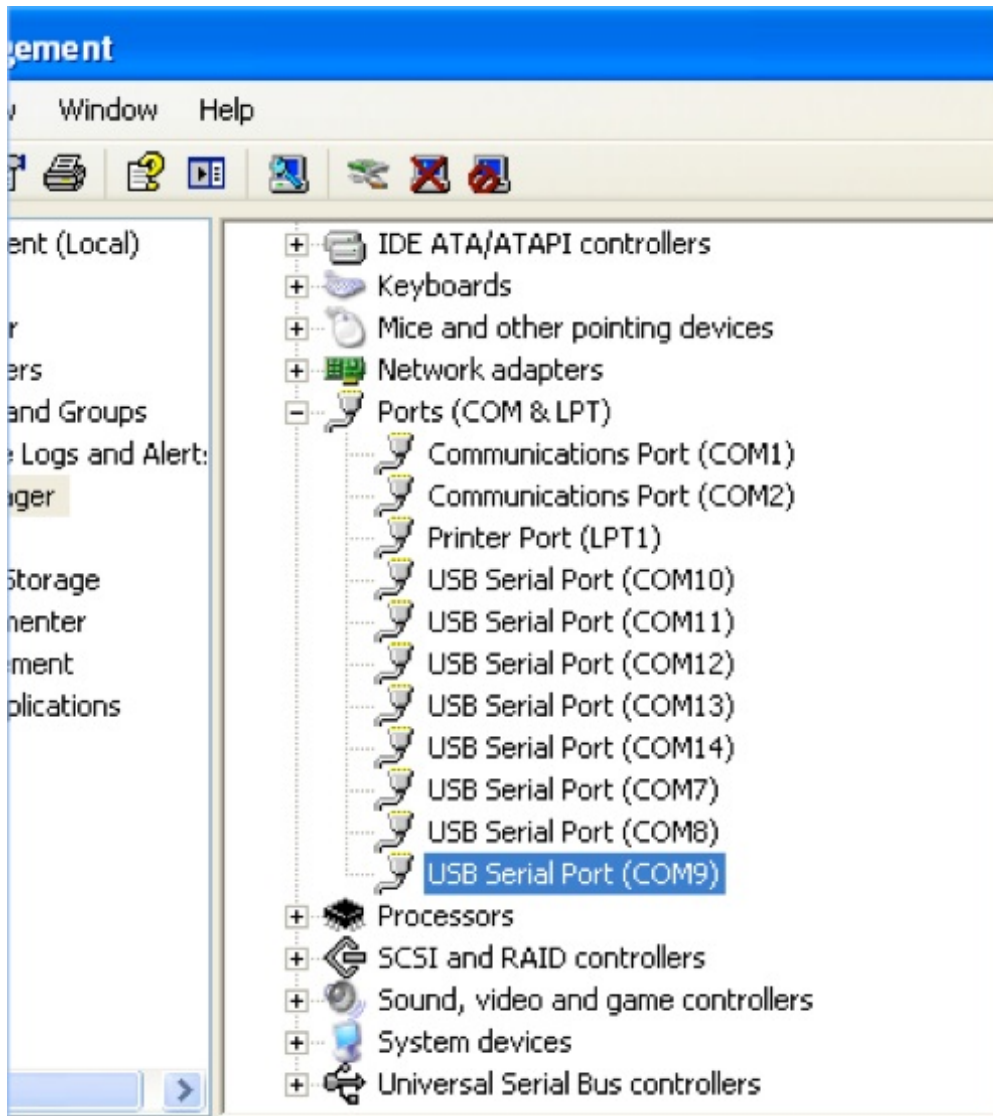 gement
Window Help
ent (Local)
r
ers
and Groups
Logs and Alert:
ager
Storage
nenter
ment
plications
IDE ATA/ATAPI controllers
Keyboards
Mice and other pointing devices
Network adapters
Ports (COM & LPT)
Communications Port (COM1)
Communications Port (COM2)
Printer Port (LPT1)
USB Serial Port (COM10)
USB Serial Port (COM11)
USB Serial Port (COM12)
USB Serial Port (COM13)
USB Serial Port (COM14)
USB Serial Port (COM7)
USB Serial Port (COM8)
USB Serial Port (COM9)
Processors
SCSI and RAID controllers
Sound, video and game controllers
System devices
Universal Serial Bus controllers